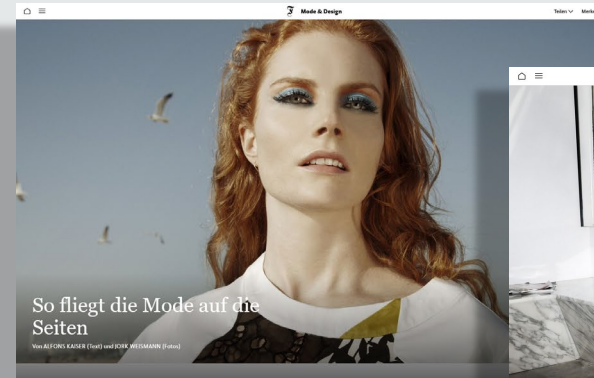 F Mode & Design
Teilen
So fliegt die Mode auf die
Seiten
Von ALFONS KAISER (Text) und JORK WEISMANN (Fotos)